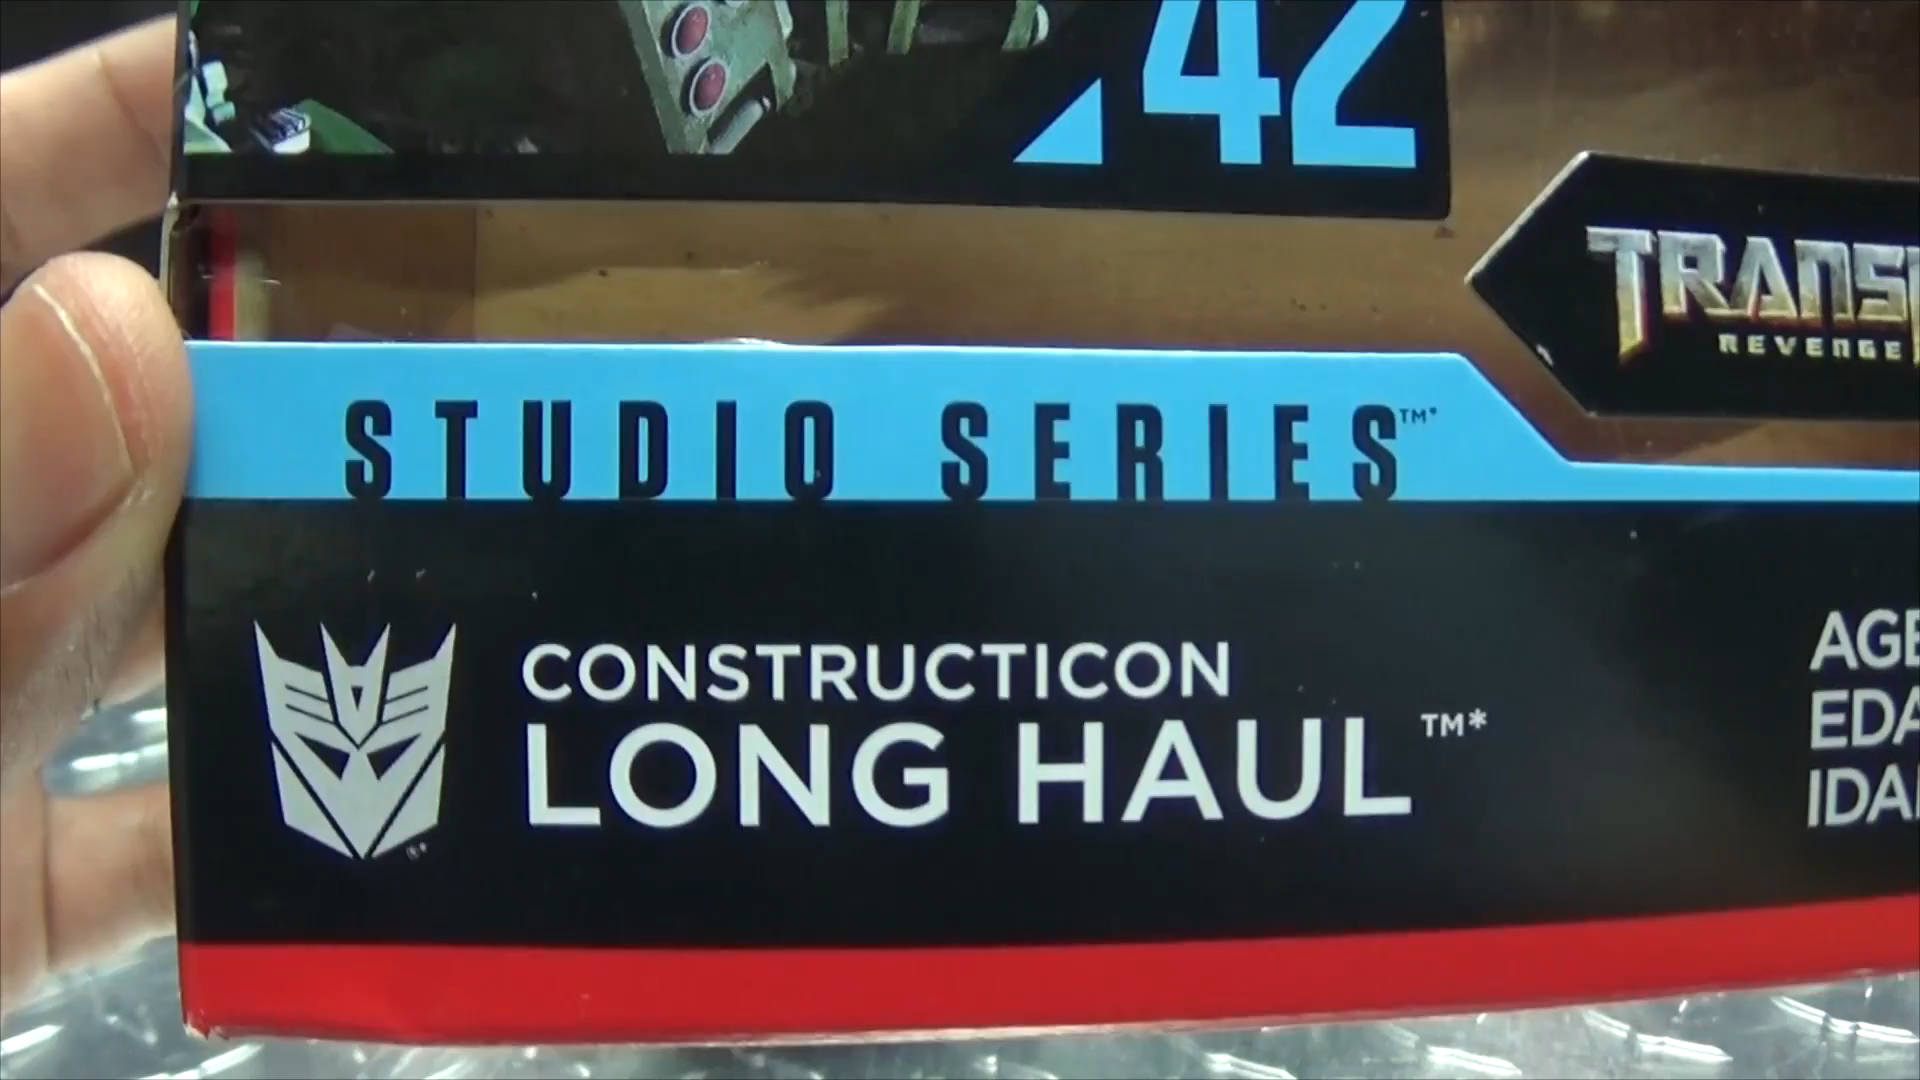 42
TRANS
REVENGE
STUDIO SERIES™*
CONSTRUCTICON
LONG HAUL™*
AGE
EDA
IDA